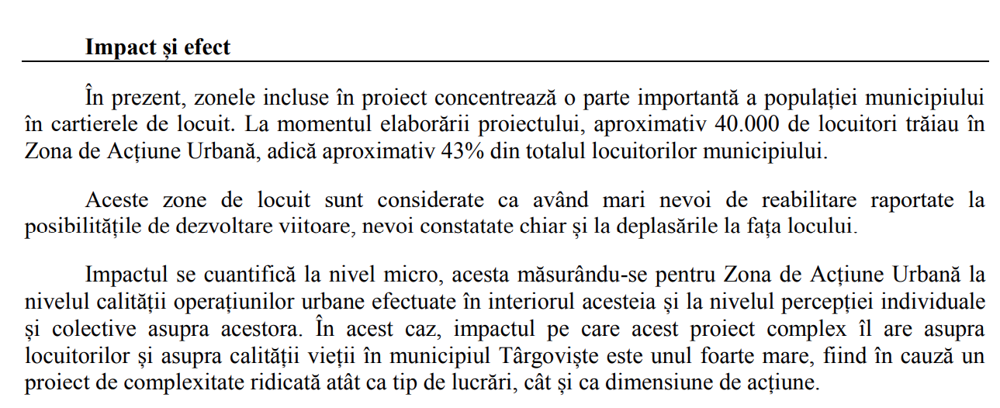 Impact și efect
În prezent, zonele incluse în proiect concentrează o parte importantă a populației municipiului
în cartierele de locuit. La momentul elaborării proiectului, aproximativ 40.000 de locuitori trăiau în
Zona de Acțiune Urbană, adică aproximativ 43% din totalul locuitorilor municipiului.
Aceste zone de locuit sunt considerate ca având mari nevoi de reabilitare raportate la
posibilitățile de dezvoltare viitoare, nevoi constatate chiar și la deplasările la fața locului.
Impactul se cuantifică la nivel micro, acesta măsurându-se pentru Zona de Acțiune Urbană la
nivelul calității operațiunilor urbane efectuate în interiorul acesteia și la nivelul percepției individuale
și colective asupra acestora. În acest caz, impactul pe care acest proiect complex îl are asupra
locuitorilor și asupra calității vieții în municipiul Târgoviște este unul foarte mare, fiind în cauză un
proiect de complexitate ridicată atât ca tip de lucrări, cât și ca dimensiune de acțiune.